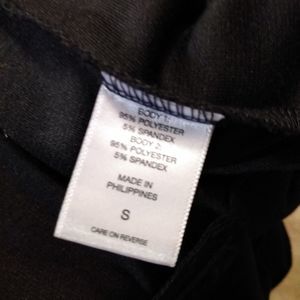 BODY 1:
95% POLYESTER
5% SPANDEX
BODY 2:
95% POLYESTER
5% SPANDEX
MADE IN
PHILIPPINES
S
CARE ON REVERSE